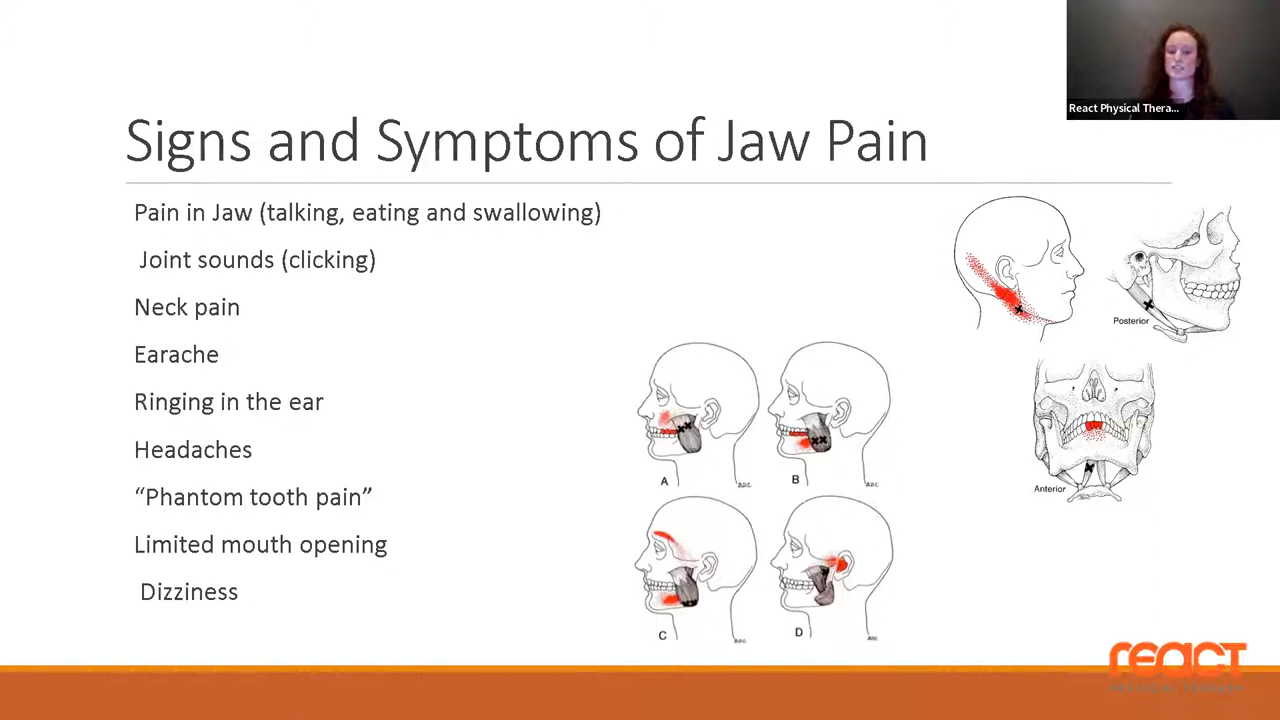 React Physical Thera...
Signs and Symptoms of Jaw Pain
Pain in Jaw (talking, eating and swallowing)
Joint sounds (clicking)
Neck pain
Earache
Ringing in the ear
Headaches
“Phantom tooth pain”
Limited mouth opening
Dizziness
Posterior
Anterior
A
B
C
D
react